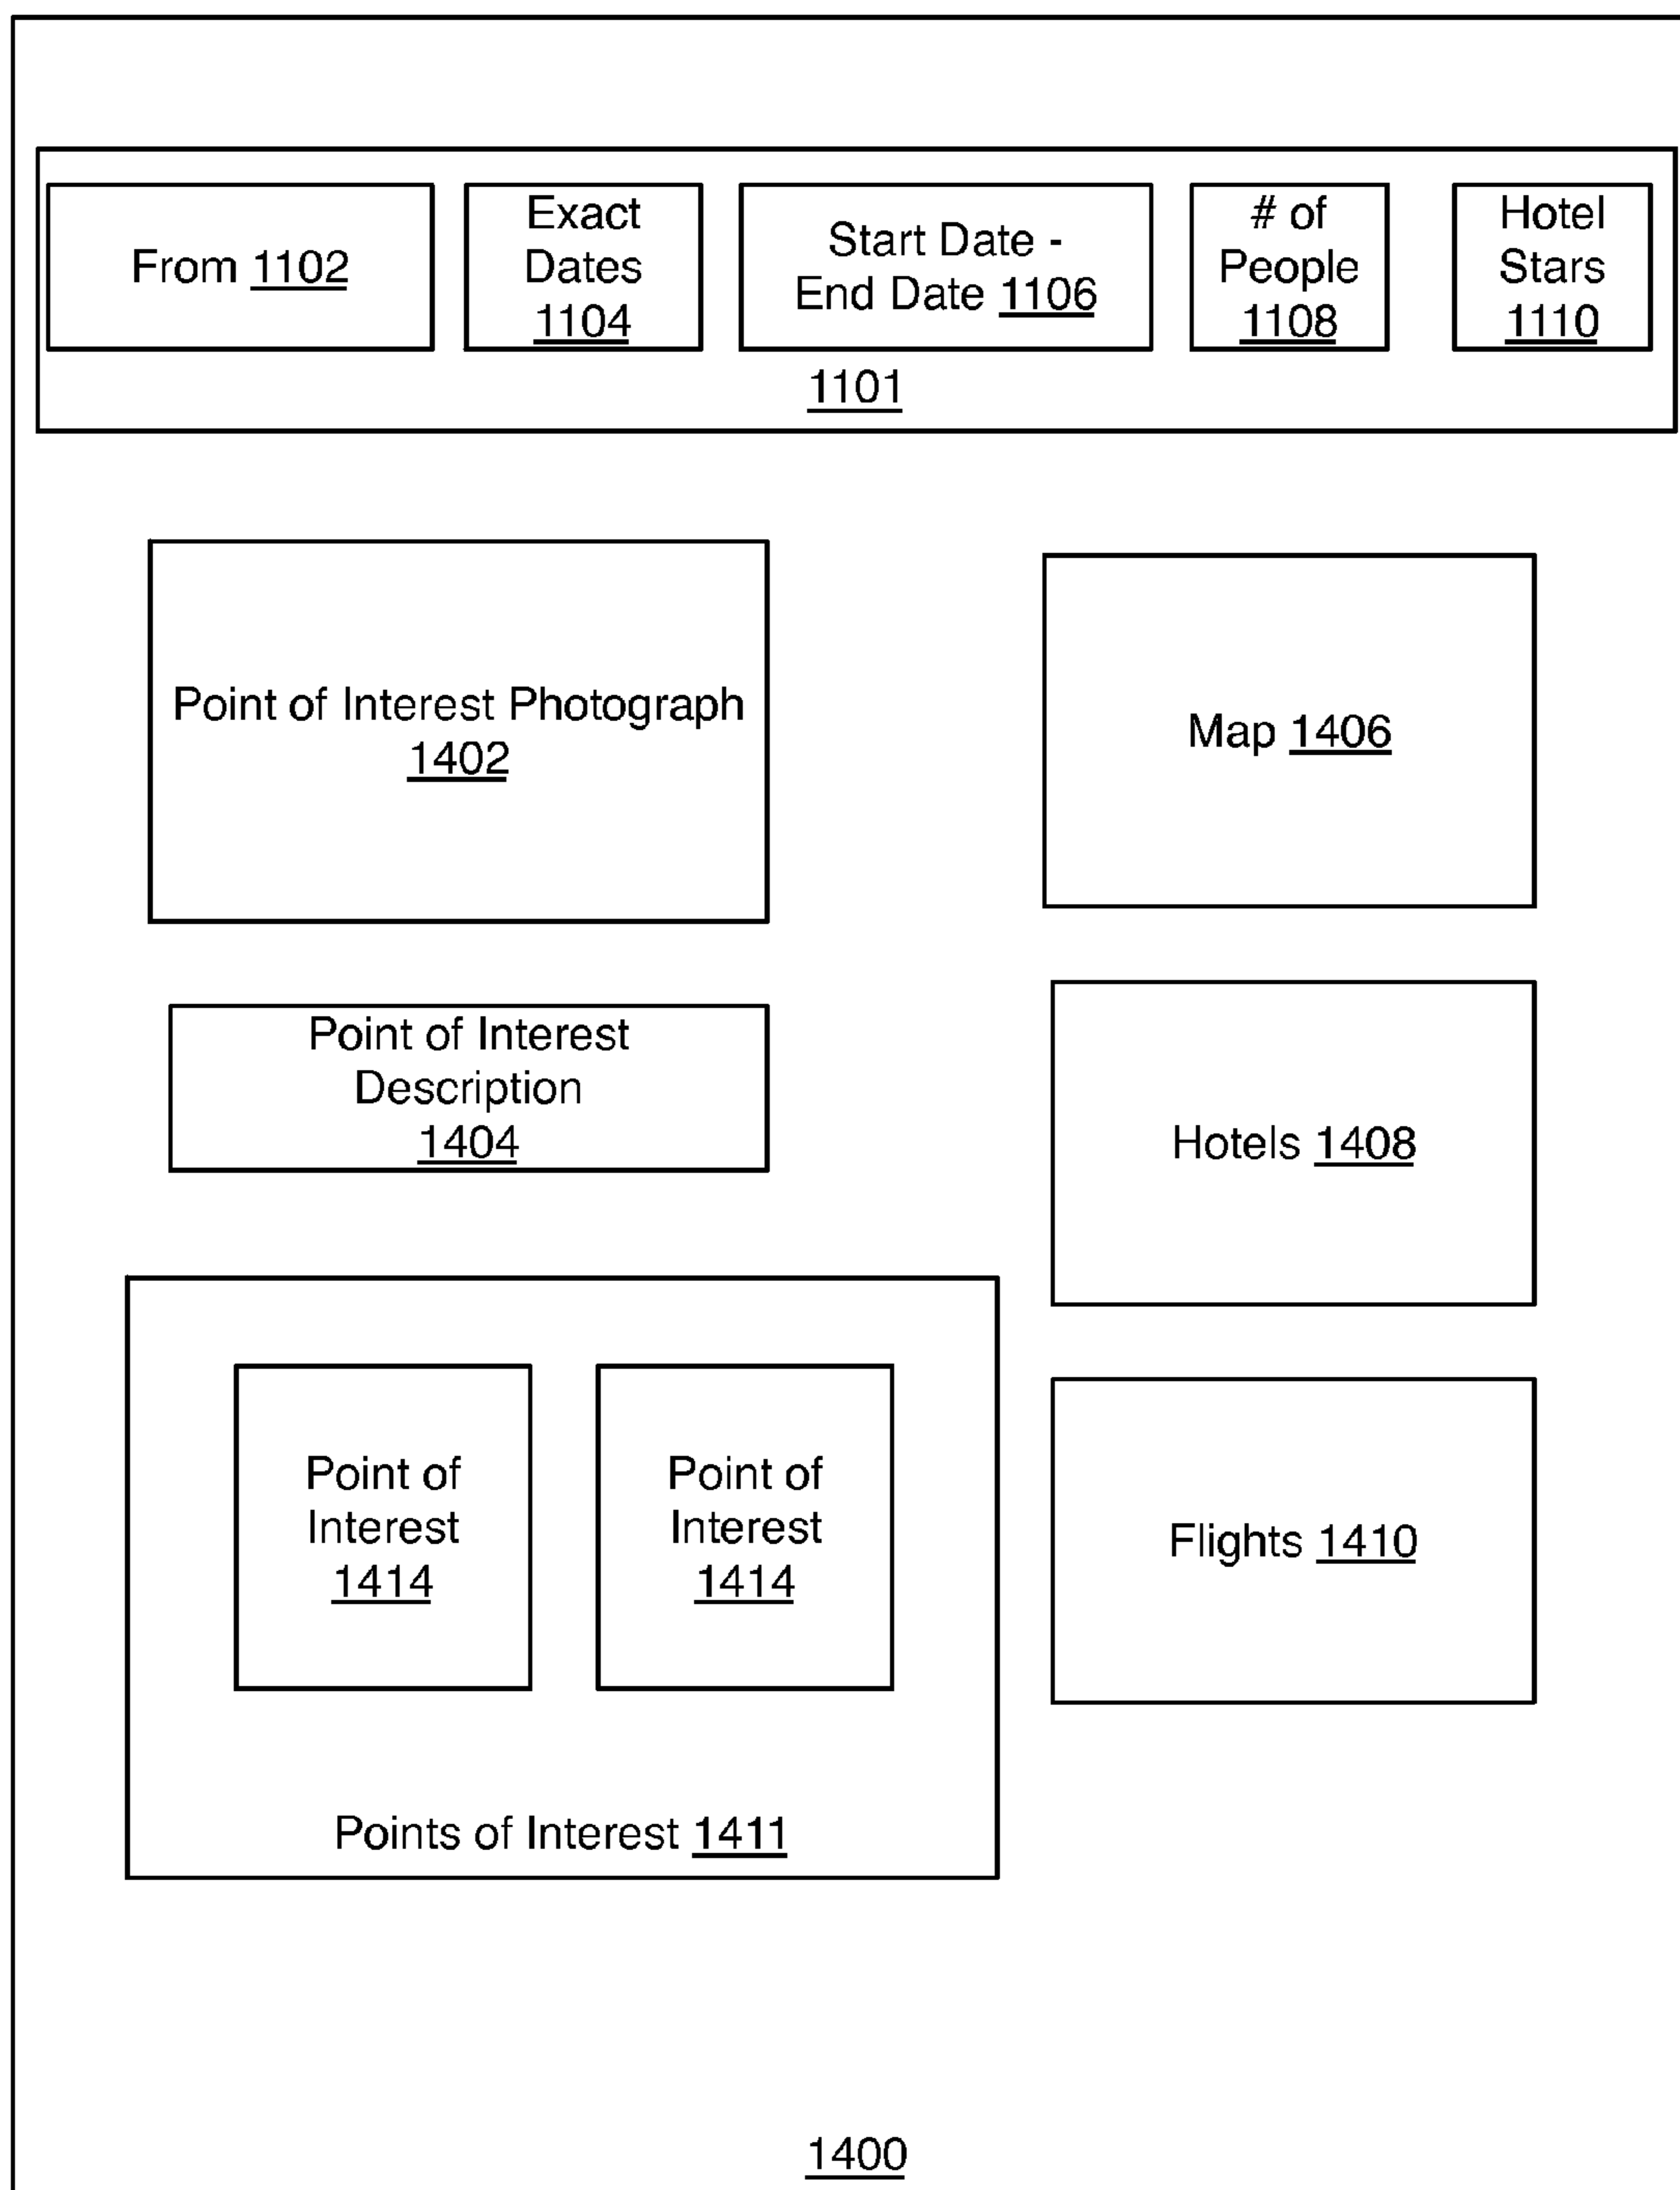 From 1102
Exact
Dates
1104
Start Date -
End Date 1106
# of
People
1108
Hotel
Stars
1110
1101
Point of Interest Photograph
1402
Map 1406
Point of Interest
Description
1404
Hotels 1408
Point of
Interest
1414
Point of
Interest
1414
Flights 1410
Points of Interest 1411
1400